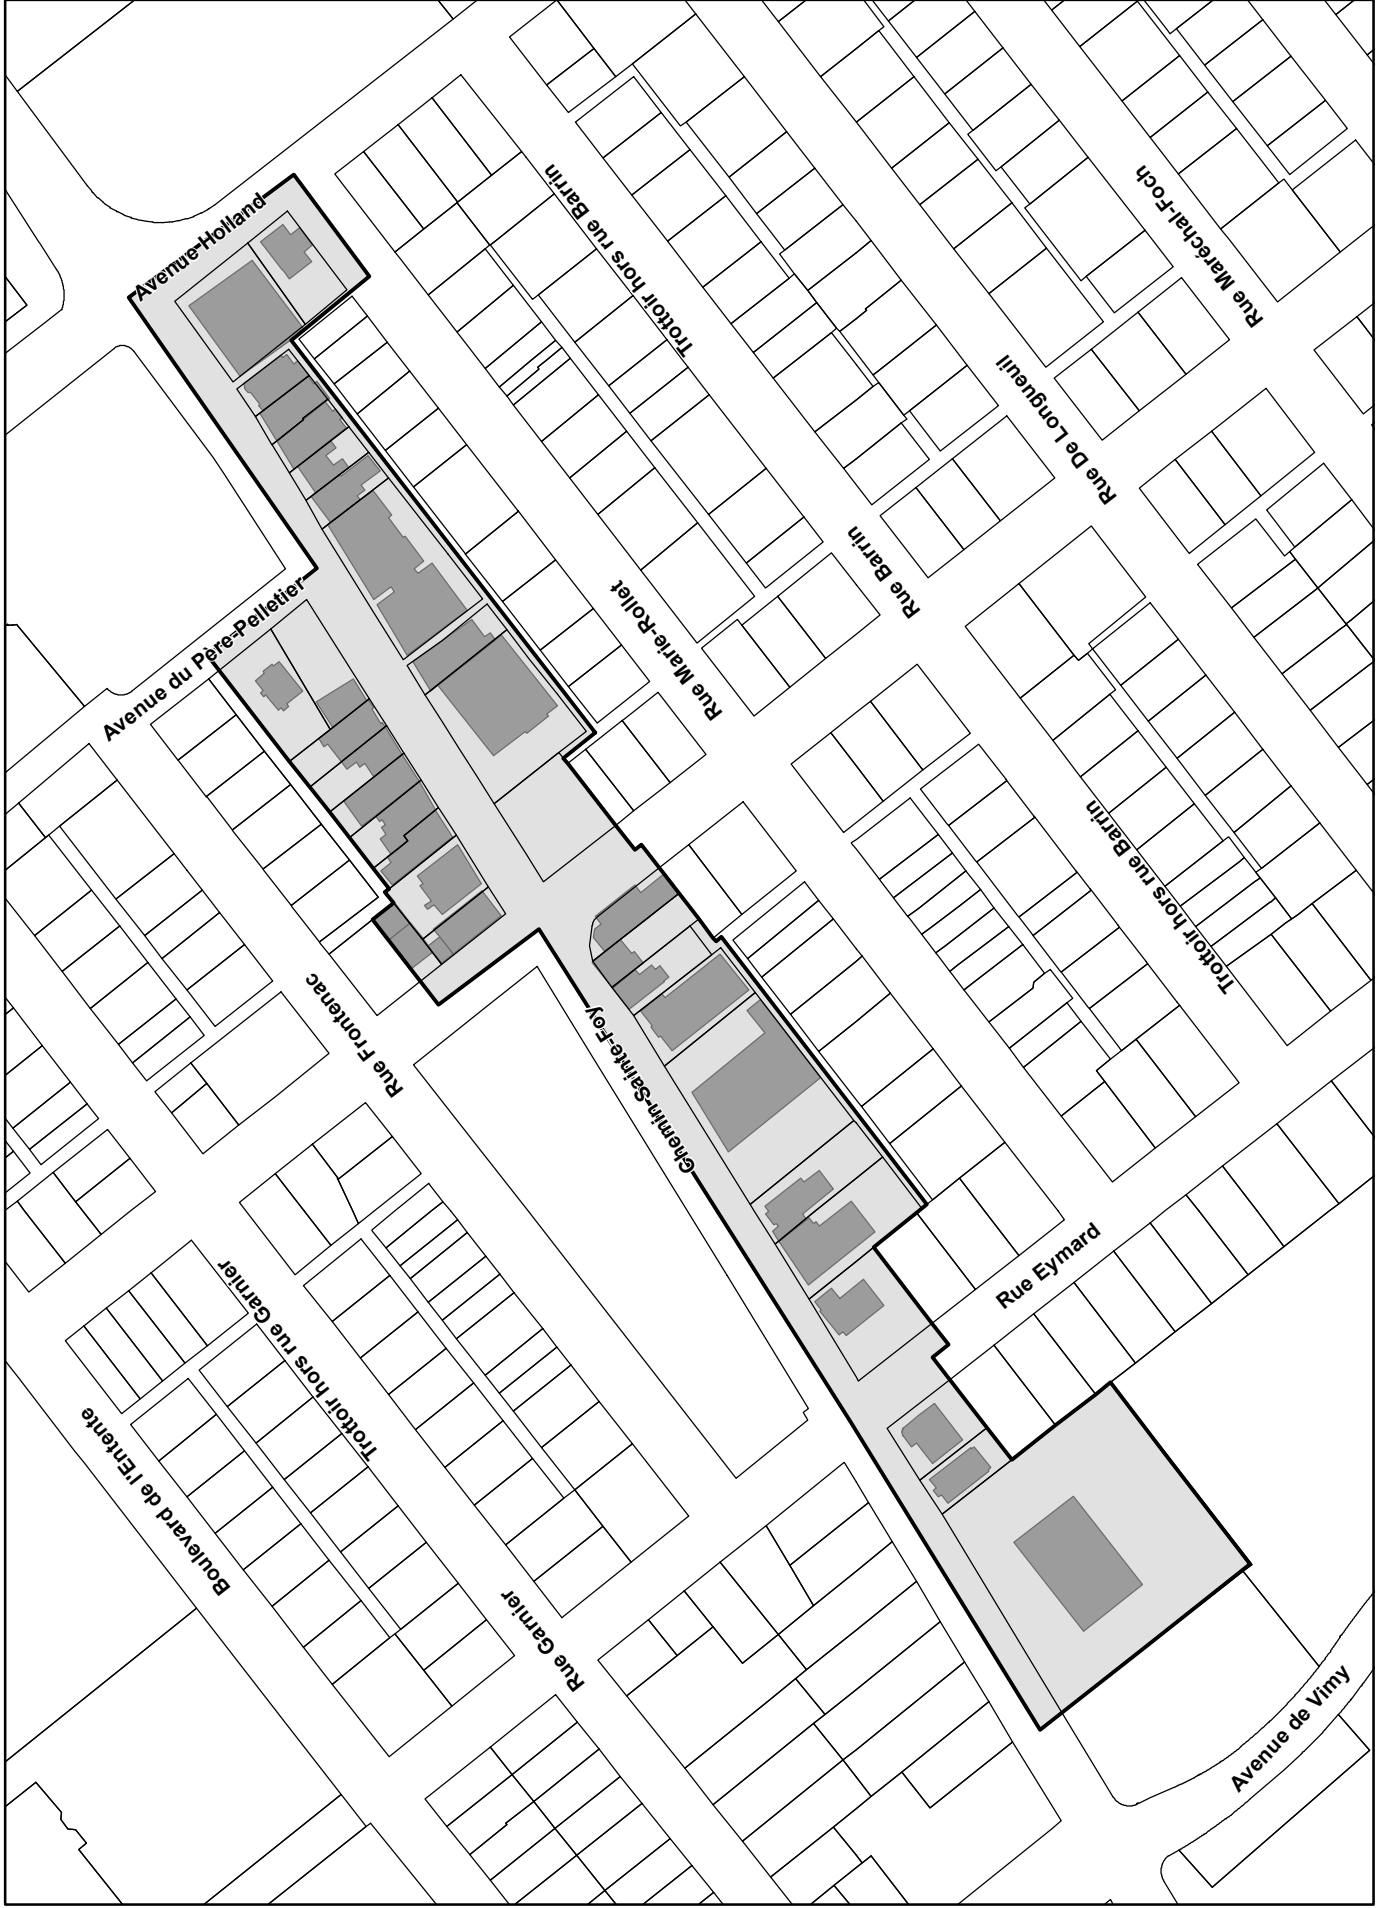 Avenue Holland
Trottoir hors rue Barrin
Rue Maréchal-Foch
Rue De Longueuil
Rue Barrin
Avenue du Père-Pelletier
Rue Marie-Rollet
Trottoir hors rue Barrin
Rue Frontenac
Chemin Sainte-Foy
Rue Eymard
Trottoir hors rue Garnier
Boulevard de l'Entente
Rue Garnier
Avenue de Vimy